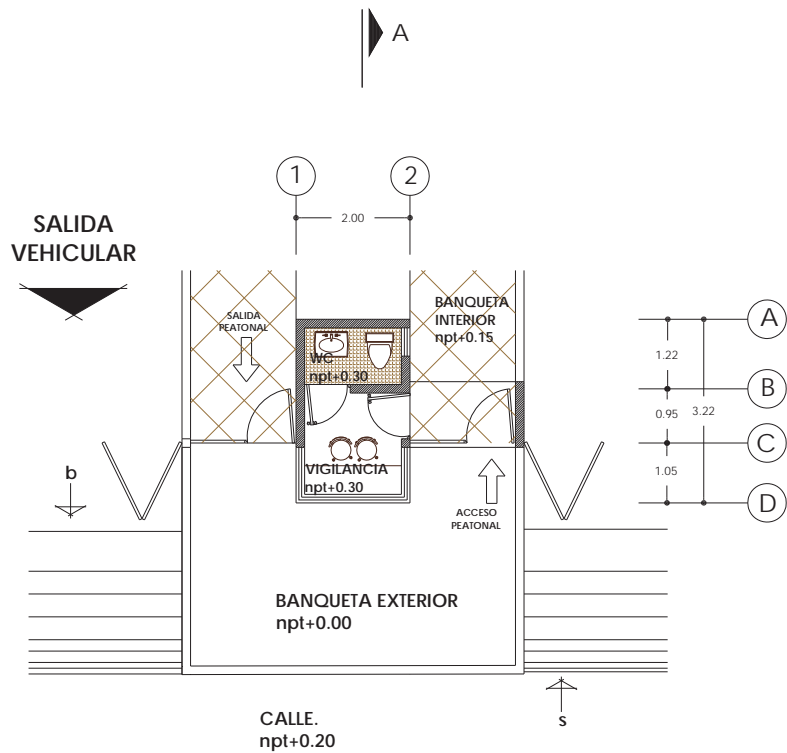 A
1
2
2.00
SALIDA
VEHICULAR
SALIDA
PEATONAL
BANQUETA
INTERIOR
npt+0.15
WC
npt+0.30
A
1.22
B
0.95
3.22
C
1.05
D
VIGILANCIA
npt+0.30
b
ACCESO
PEATONAL
BANQUETA EXTERIOR
npt+0.00
s
CALLE.
npt+0.20